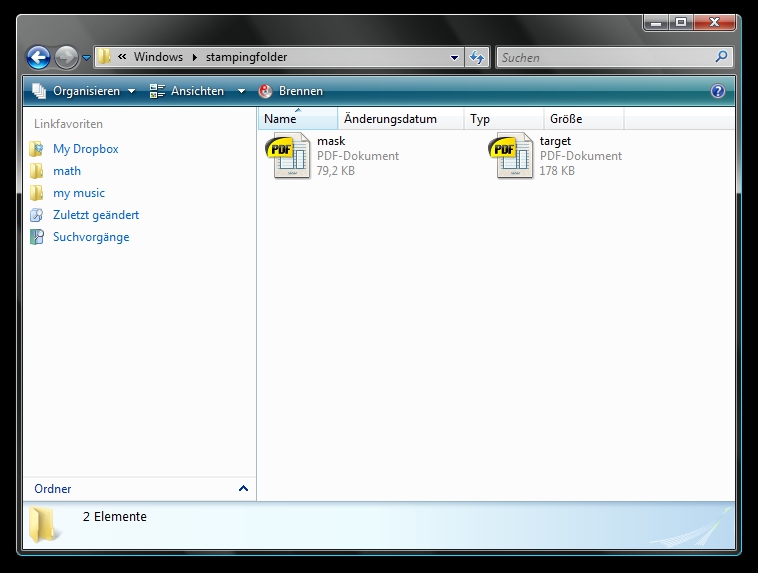 « Windows ▸ stampingfolder
Suchen
Organisieren Ansichten Brennen ?
Linkfavoriten
My Dropbox
math
my music
Zuletzt geändert
Suchvorgänge
Ordner
Name Änderungsdatum Typ Größe
PDF
mask
PDF-Dokument
79,2 KB
PDF
target
PDF-Dokument
178 KB
2 Elemente